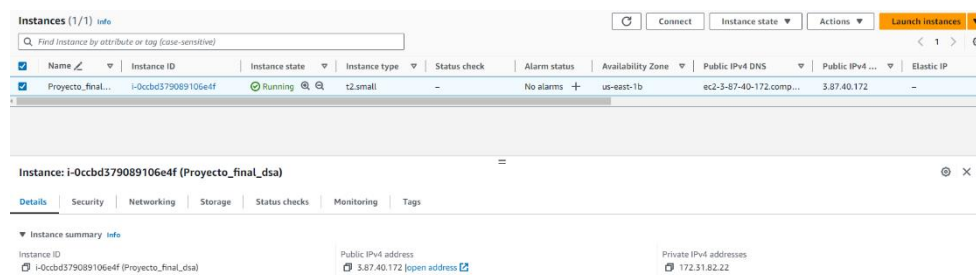 Instances (1/1) Info
Connect Instance state Actions Launch instances
Find Instance by attribute or tag (case-sensitive)
< 1 >
Name Instance ID Instance state Instance type Status check Alarm status Availability Zone Public IPv4 DNS Public IPv4 ... Elastic IP
Proyecto_final... i-0ccbd379089106e4f Running t2.small – No alarms + us-east-1b ec2-3-87-40-172.comp... 3.87.40.172 –
Instance: i-0ccbd379089106e4f (Proyecto_final_dsa)
Details Security Networking Storage Status checks Monitoring Tags
Instance summary Info
Instance ID Public IPv4 address Private IPv4 addresses
i-0ccbd379089106e4f (Proyecto_final_dsa) 3.87.40.172 |open address 172.31.82.22